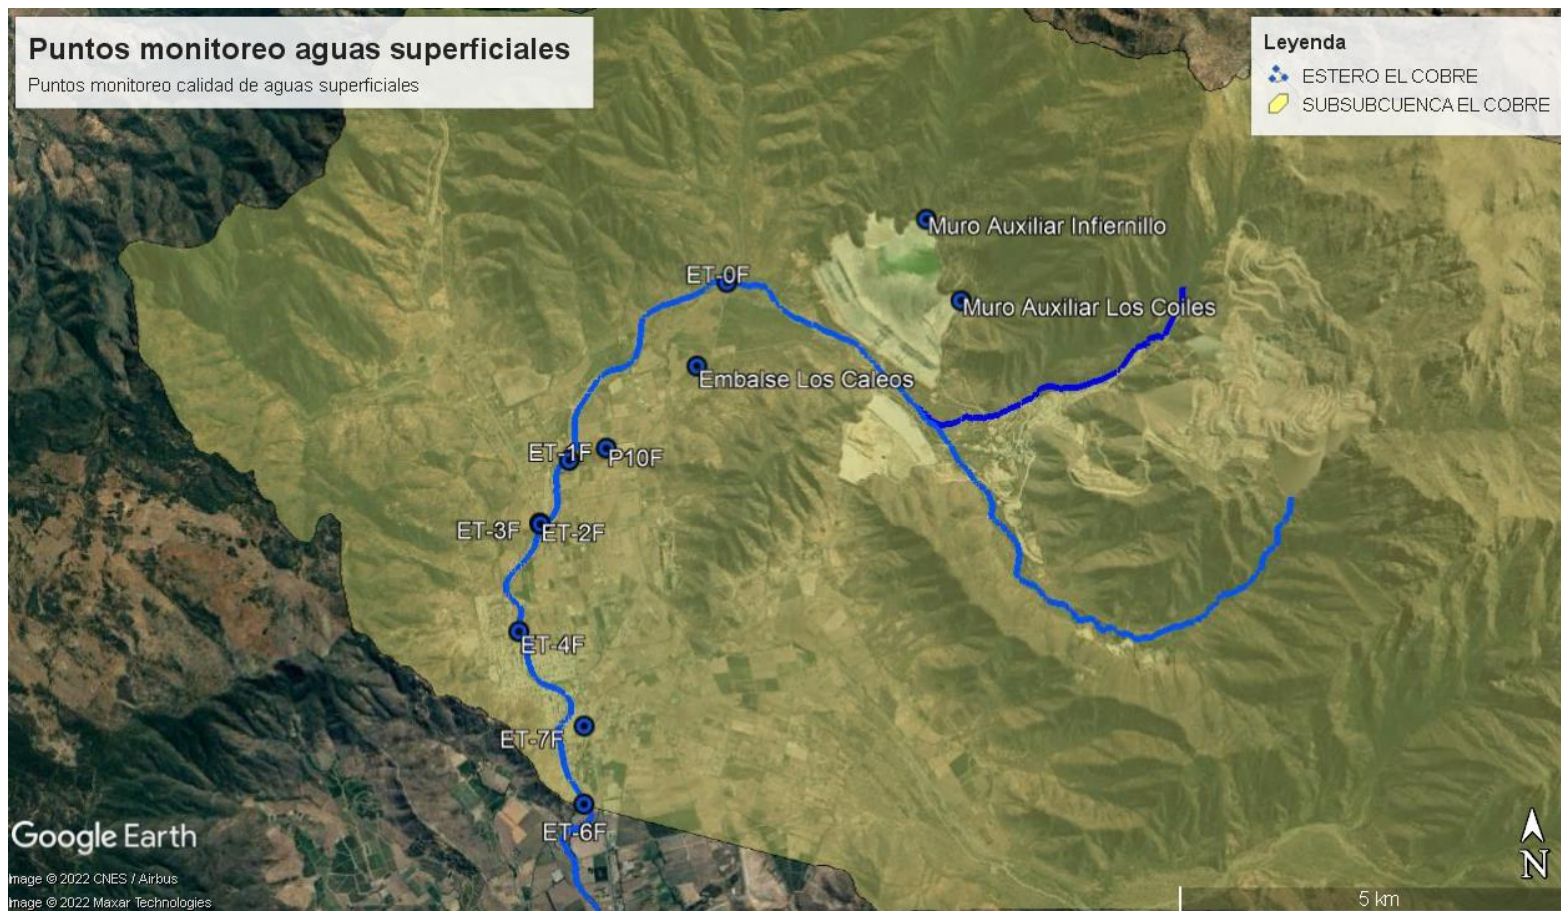 Puntos monitoreo aguas superficiales
Puntos monitoreo calidad de aguas superficiales
Leyenda
ESTERO EL COBRE
SUBSUBCUENCA EL COBRE
Muro Auxiliar Infiernillo
ET-0F
Muro Auxiliar Los Coiles
Embalse Los Caleos
ET-1F
P10F
ET-3F
ET-2F
ET-4F
ET-7F
ET-6F
Google Earth
Image © 2022 CNES / Airbus
Image © 2022 Maxar Technologies
N
5 km